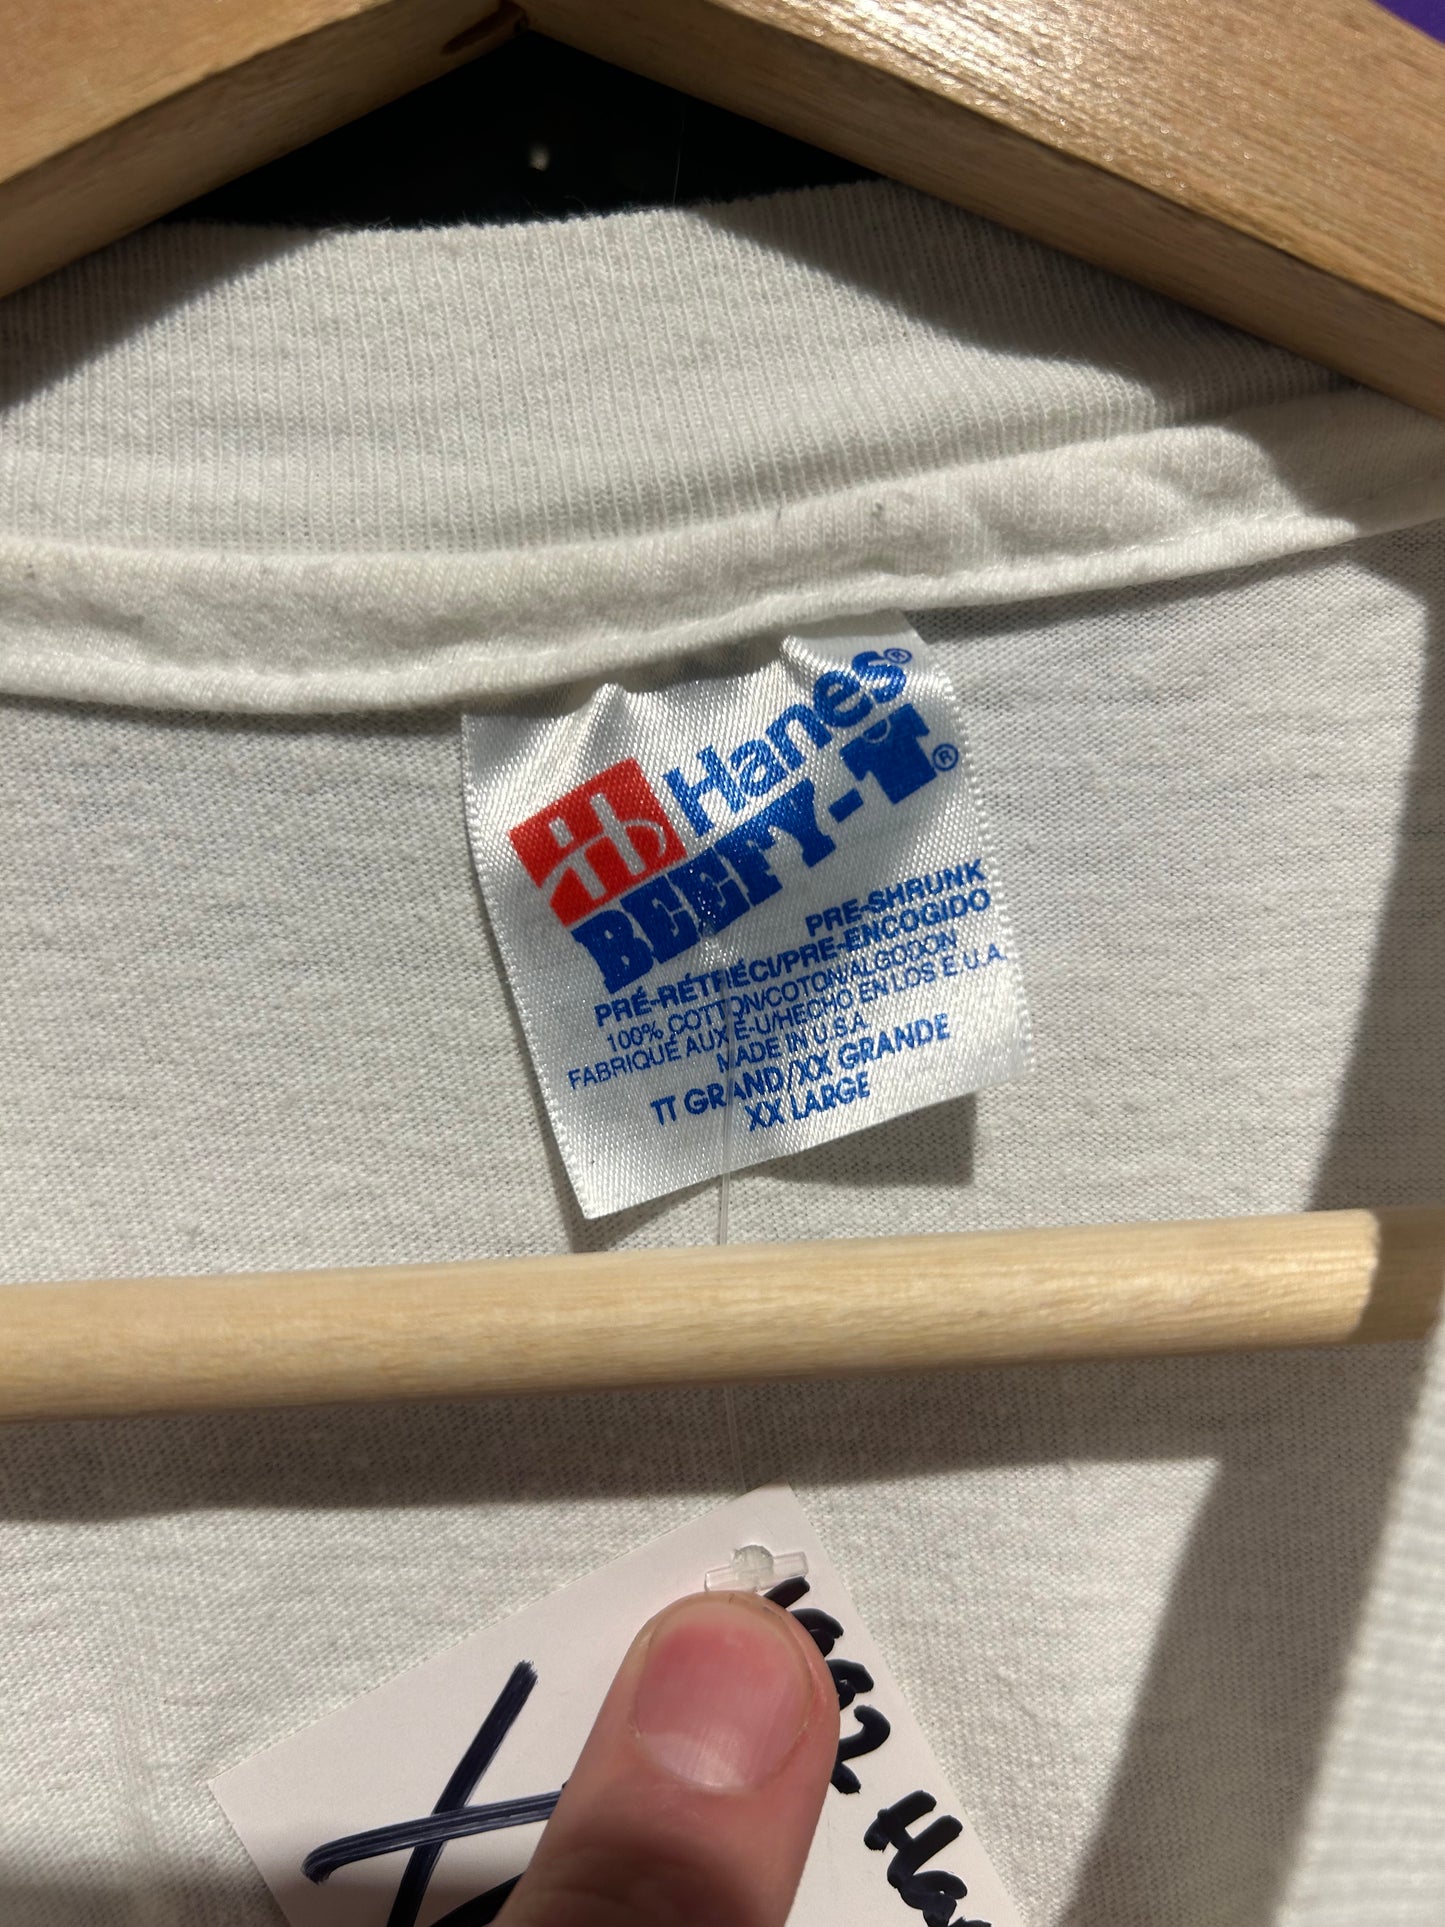 Hanes®
BEEFY-T®
PRE-SHRUNK
PRÉ-RÉTRÉCI/PRE-ENCOGIDO
100% COTTON/COTON/ALGODON
FABRIQUÉ AUX É-U/HECHO EN LOS E.U.A.
MADE IN U.S.A.
TT GRAND/XX GRANDE
XX LARGE